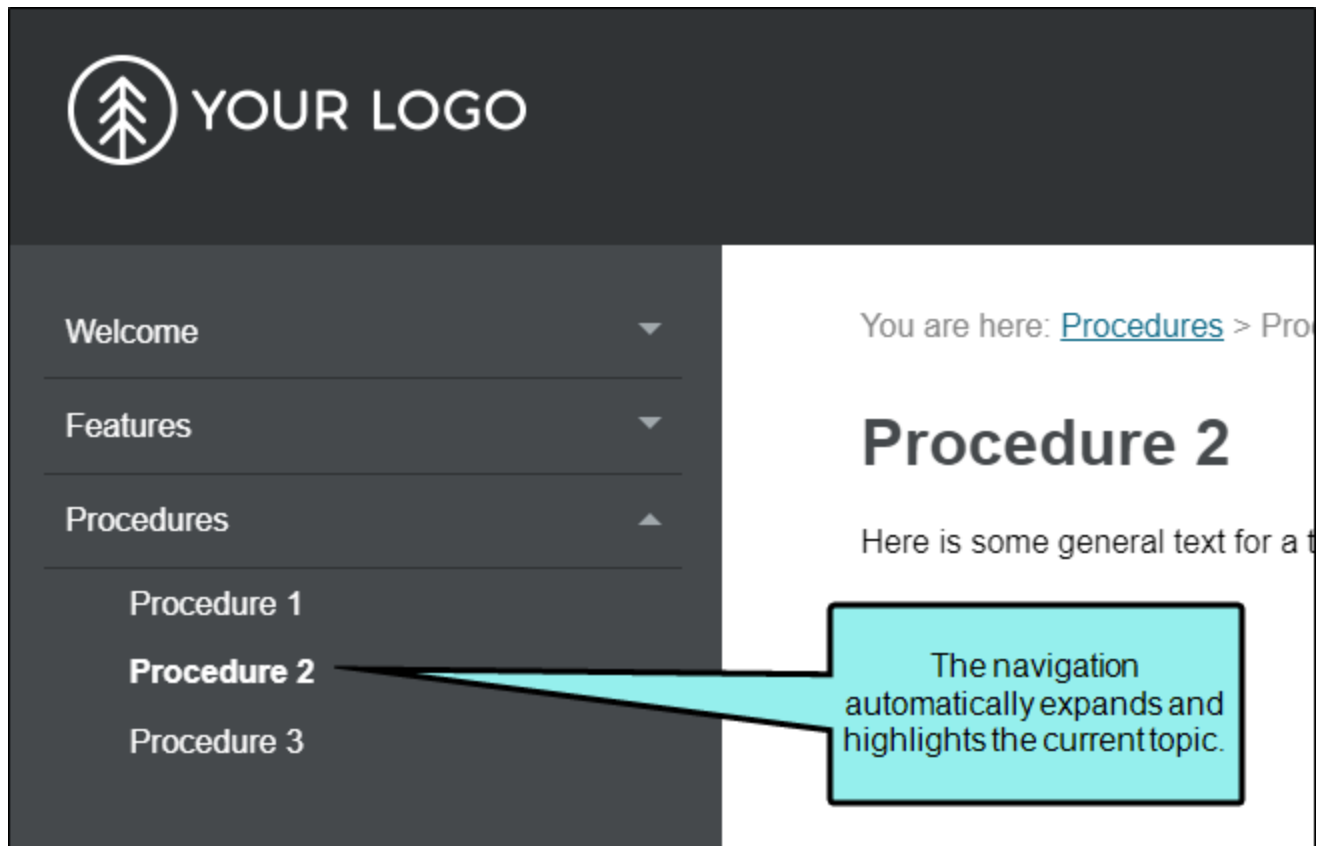 YOUR LOGO
Welcome
Features
Procedures
Procedure 1
Procedure 2
Procedure 3
You are here: Procedures > Pro
Procedure 2
Here is some general text for a t
The navigation
automatically expands and
highlights the current topic.